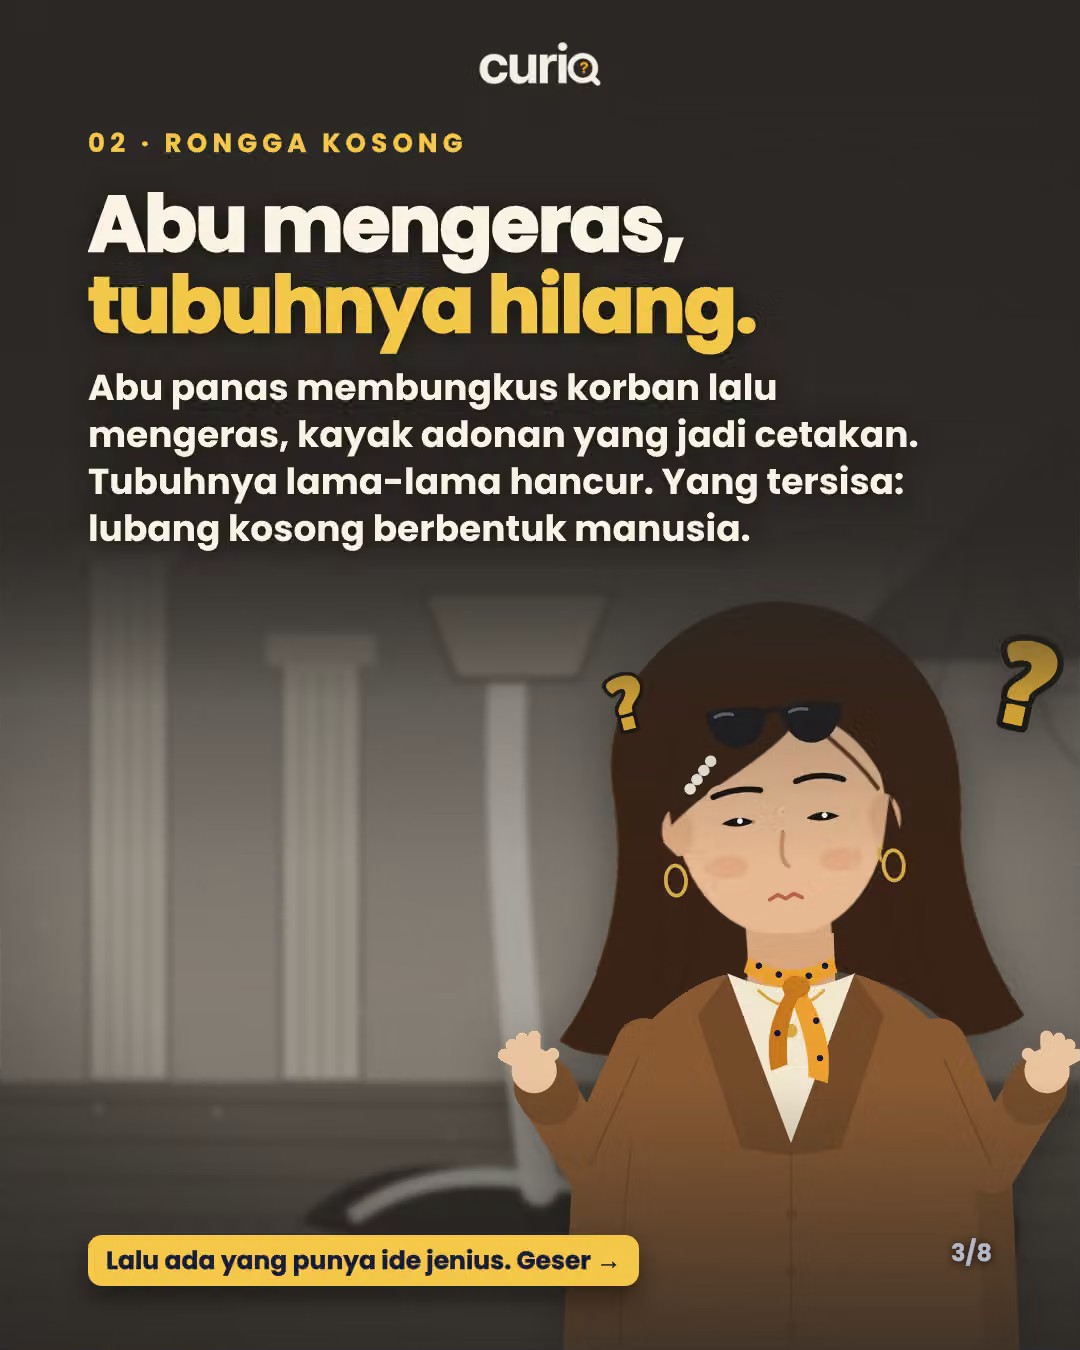 curio?
02 · RONGGA KOSONG
Abu mengeras,
tubuhnya hilang.
Abu panas membungkus korban lalu
mengeras, kayak adonan yang jadi cetakan.
Tubuhnya lama-lama hancur. Yang tersisa:
lubang kosong berbentuk manusia.
?
?
Lalu ada yang punya ide jenius. Geser →
3/8